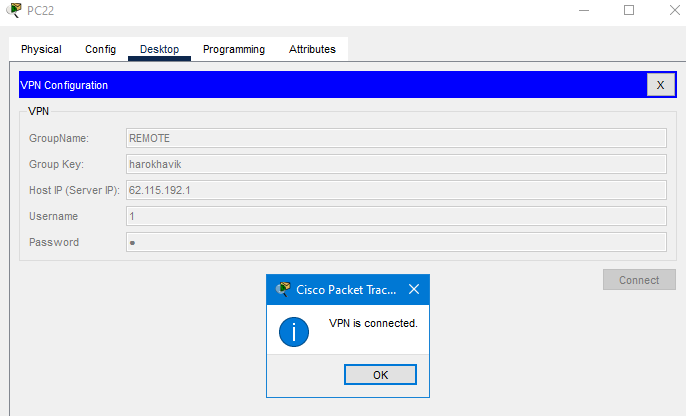 PC22
Physical Config Desktop Programming Attributes
VPN Configuration X
VPN
GroupName: REMOTE
Group Key: harokhavik
Host IP (Server IP): 62.115.192.1
Username 1
Password ●
Connect
Cisco Packet Trac...
VPN is connected.
OK